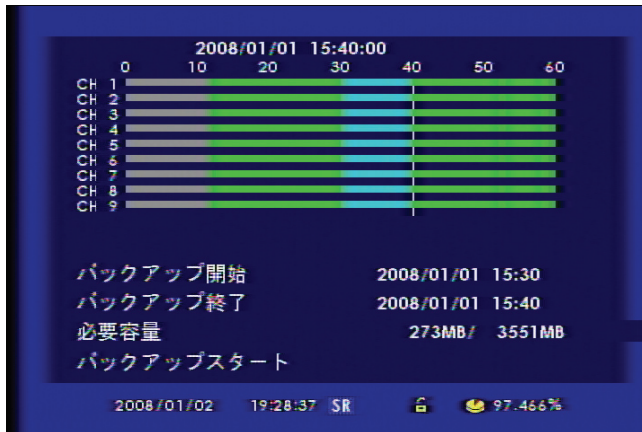 2008/01/01 15:40:00
0 10 20 30 40 50 60
CH 1
CH 2
CH 3
CH 4
CH 5
CH 6
CH 7
CH 8
CH 9
バックアップ開始 2008/01/01 15:30
バックアップ終了 2008/01/01 15:40
必要容量 273MB/ 3551MB
バックアップスタート
2008/01/02 19:28:37 SR 97.466%